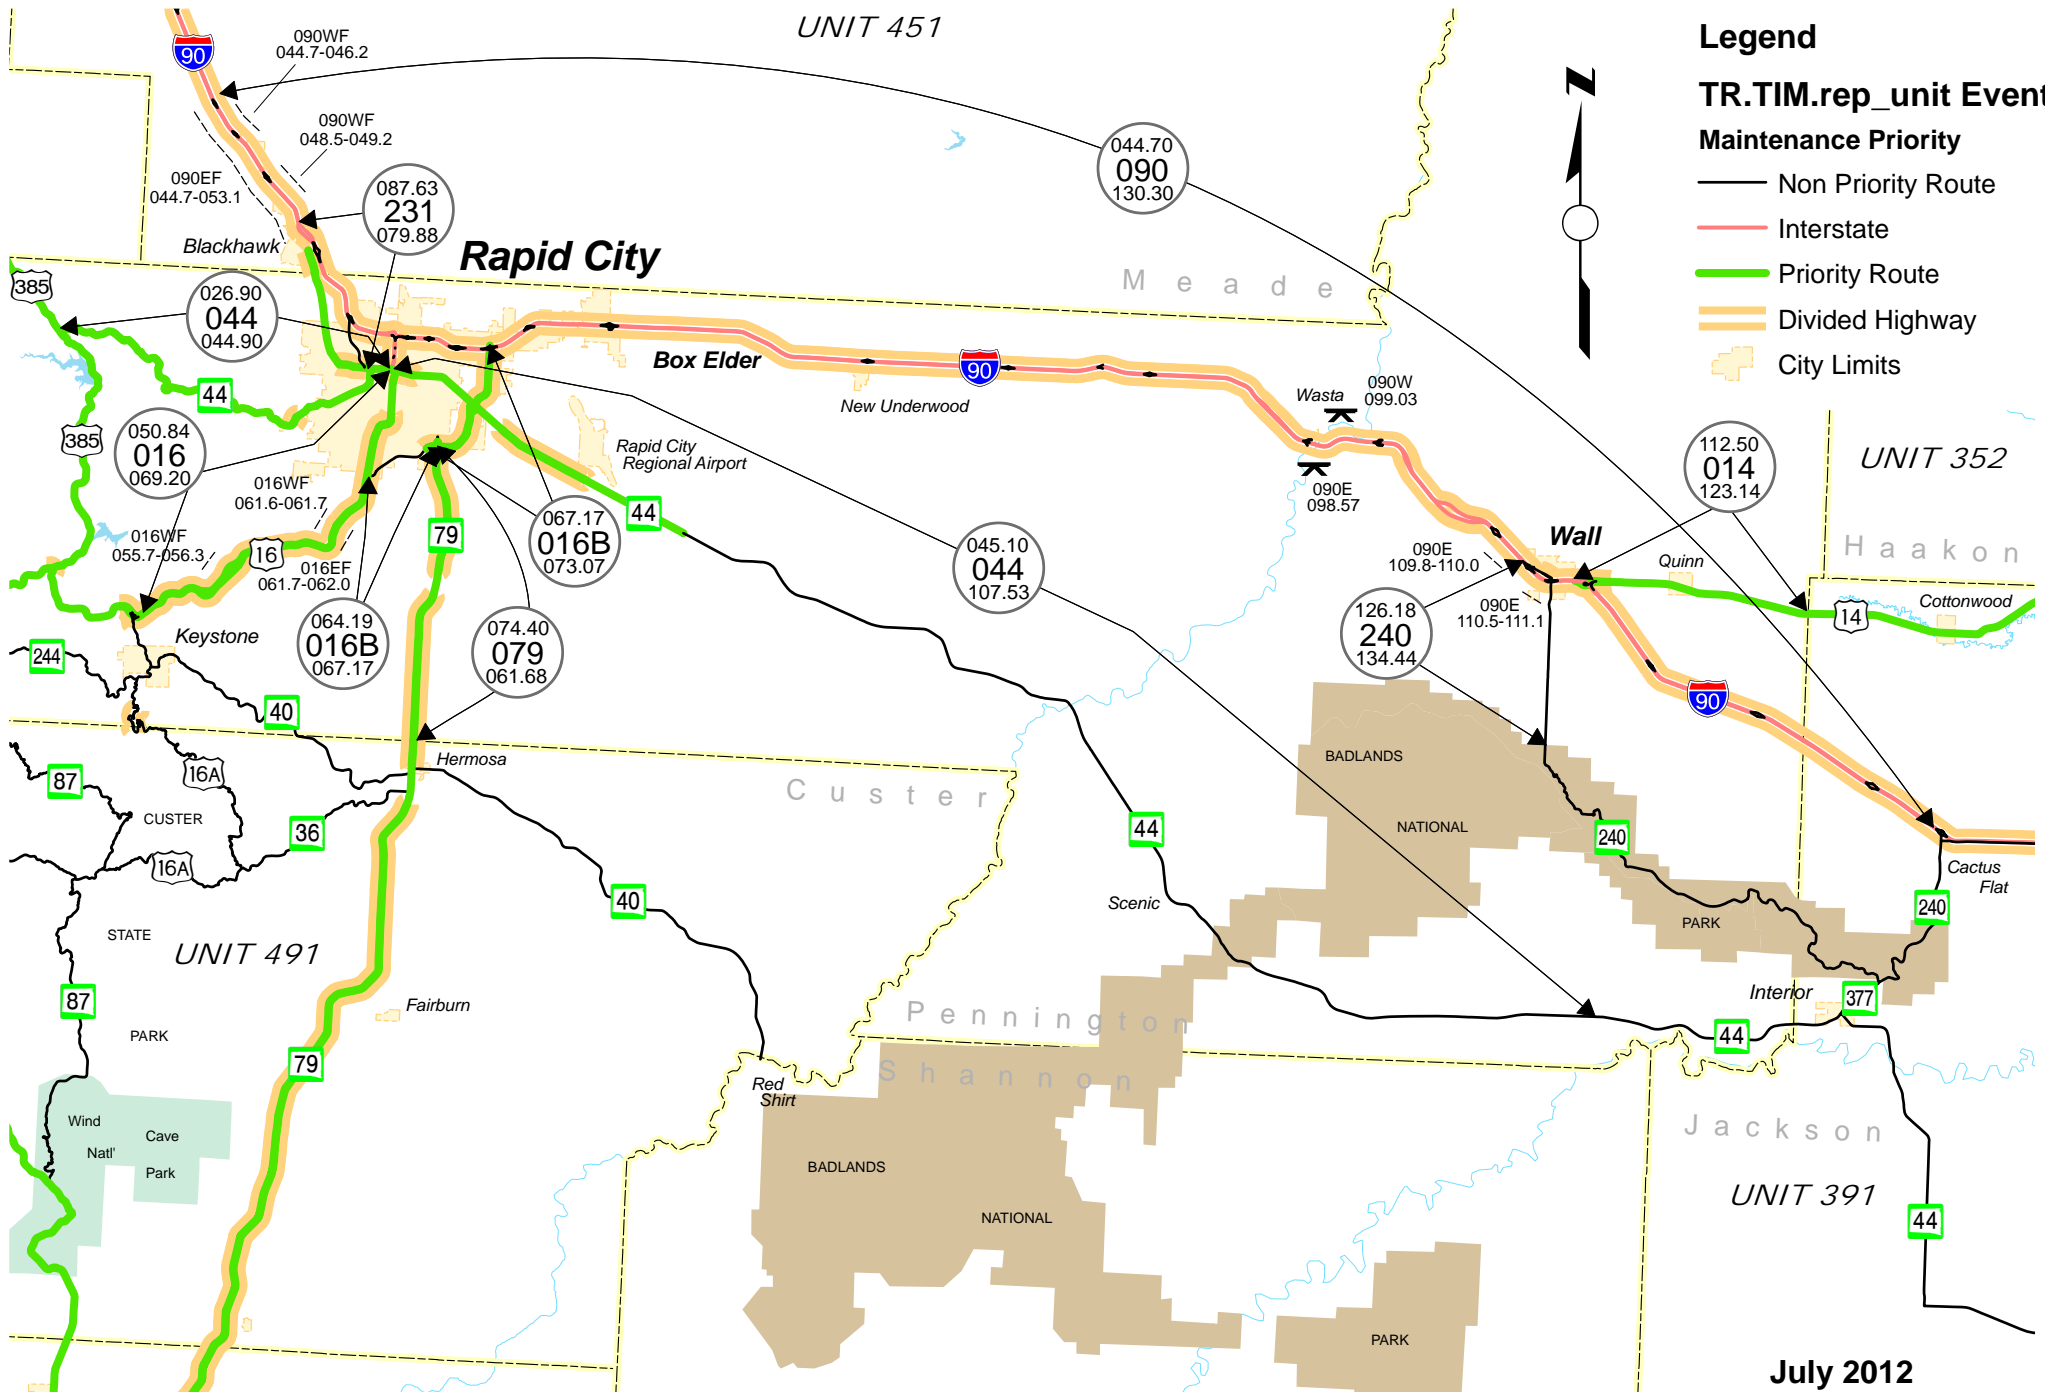 UNIT 451
Legend
TR.TIM.rep_unit Event
Maintenance Priority
Non Priority Route
Interstate
Priority Route
Divided Highway
City Limits
N
90
090WF
044.7-046.2
090WF
048.5-049.2
090EF
044.7-053.1
044.70
090
130.30
087.63
231
079.88
Blackhawk
Rapid City
Meade
385
026.90
044
044.90
Box Elder
90
New Underwood
Wasta
090W
099.03
44
385
050.84
016
069.20
Rapid City
Regional Airport
112.50
014
123.14
UNIT 352
090E
098.57
016WF
061.6-061.7
067.17
016B
073.07
44
79
016WF
055.7-056.3
16
016EF
061.7-062.0
045.10
044
107.53
Wall
090E
109.8-110.0
Quinn
Haakon
Cottonwood
14
090E
110.5-111.1
126.18
240
134.44
064.19
016B
067.17
074.40
079
061.68
Keystone
244
40
90
Hermosa
16A
87
Custer
BADLANDS
CUSTER
36
44
NATIONAL
240
16A
Cactus
Flat
40
Scenic
240
PARK
STATE
UNIT 491
87
Fairburn
Interior
377
Pennington
PARK
44
79
Shannon
Red
Shirt
Wind
Cave
Natl'
Park
Jackson
BADLANDS
UNIT 391
NATIONAL
44
PARK
July 2012